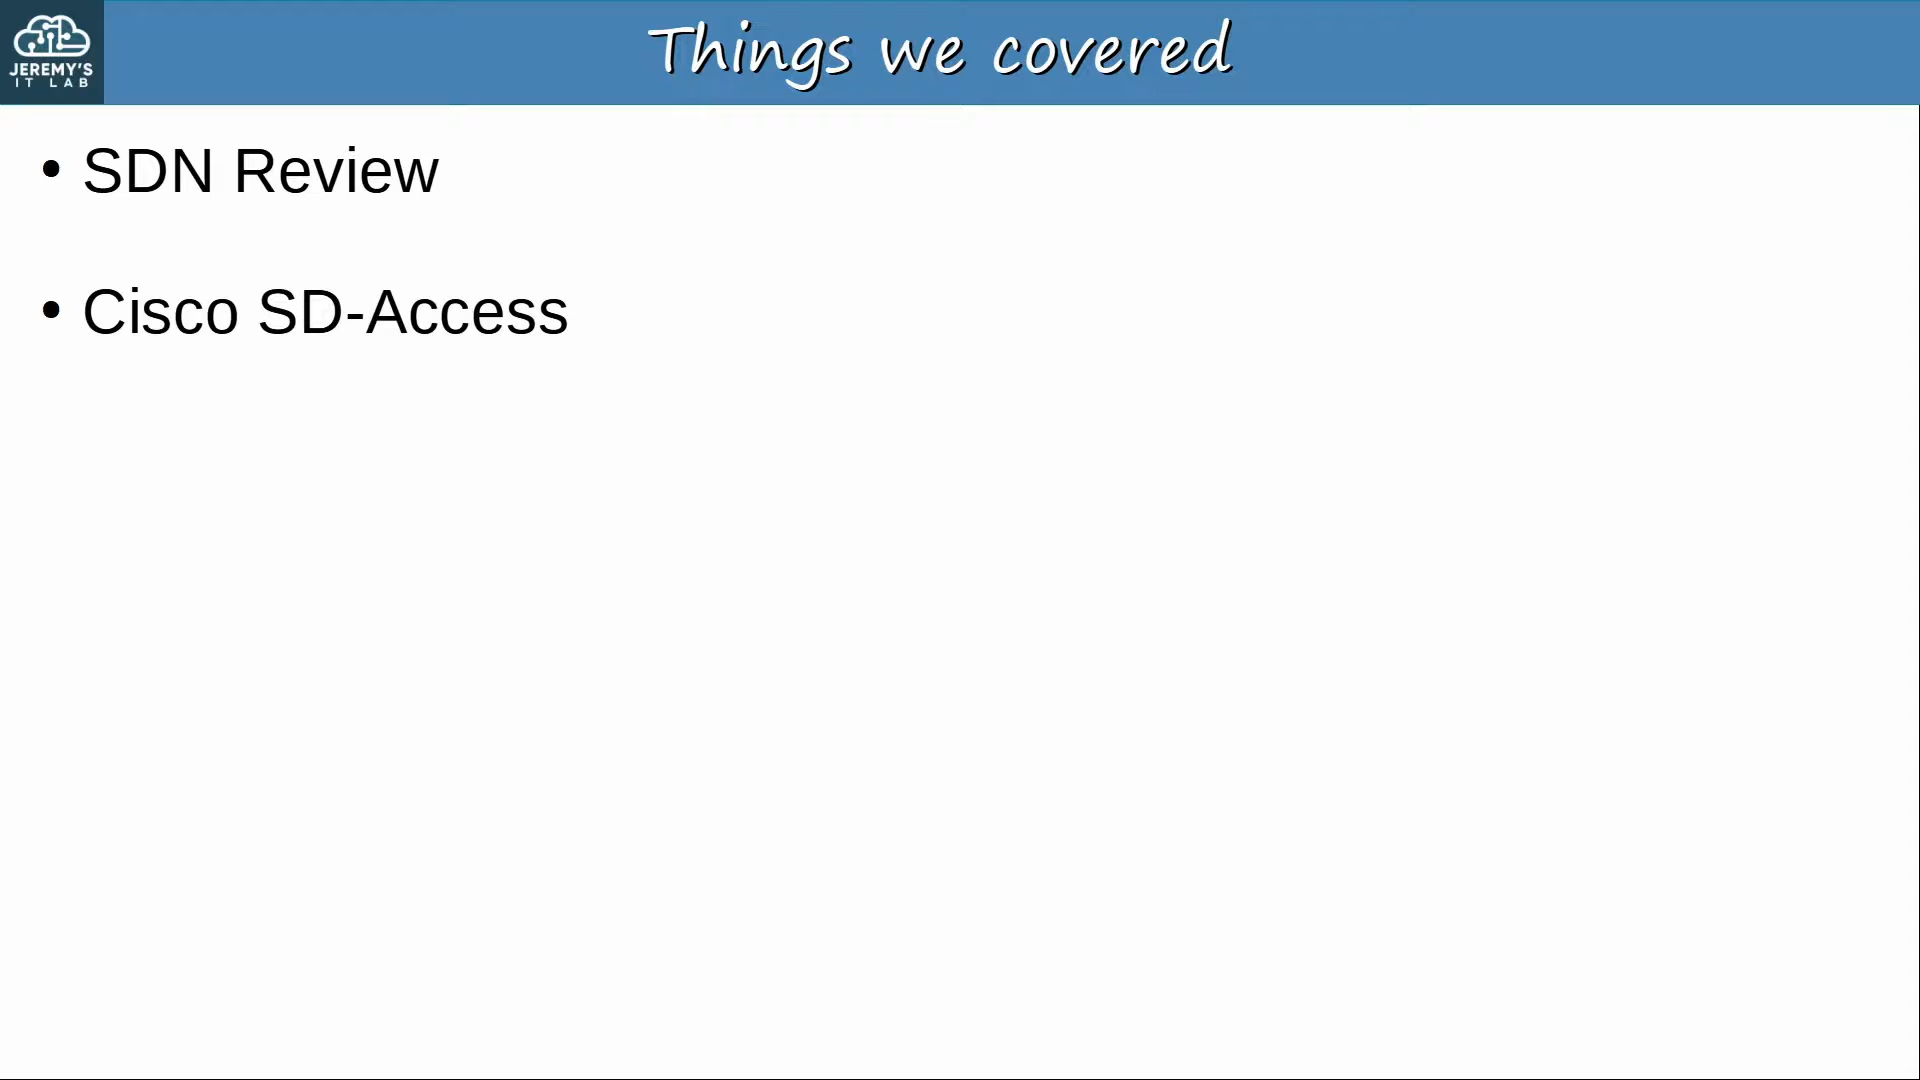 JEREMY'S
IT LAB
Things we covered
• SDN Review
• Cisco SD-Access